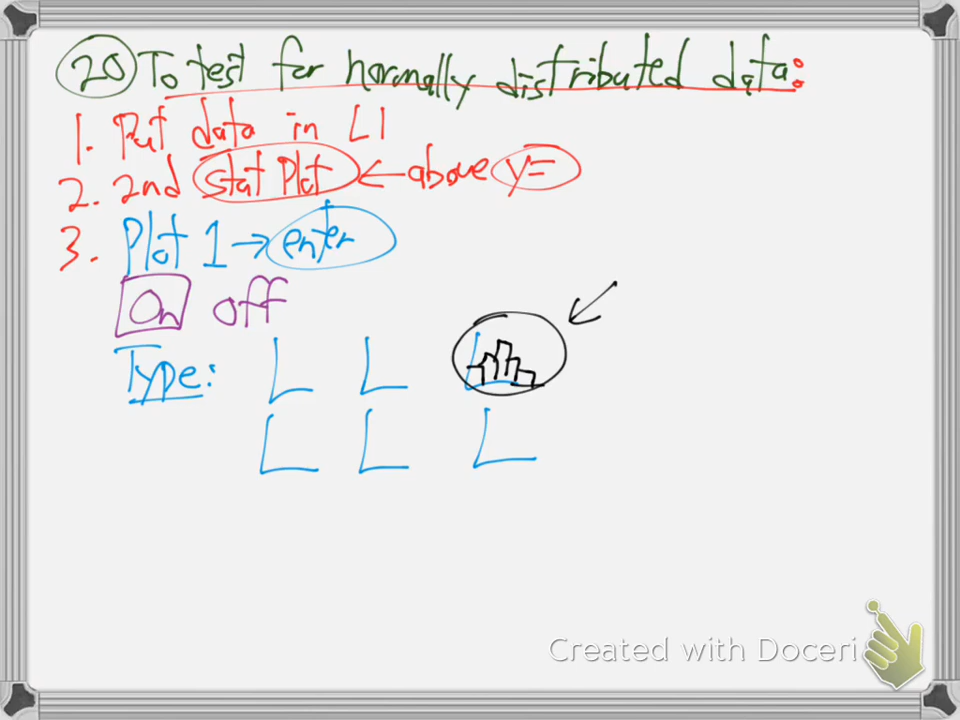 20 To test for normally distributed data:
1. Put data in L1
2. 2nd stat Plot ← above y=
3. Plot 1 → enter
On off
Type:
Created with Doceri